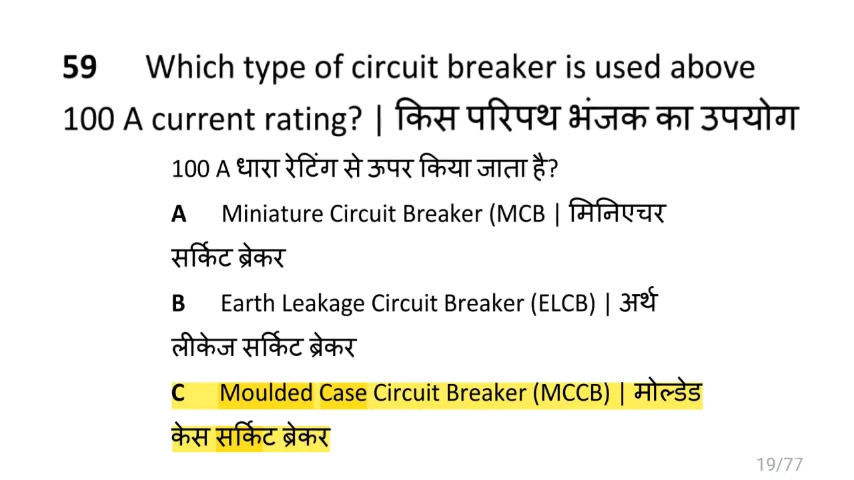 59 Which type of circuit breaker is used above
100 A current rating? | किस परिपथ भंजक का उपयोग
100 A धारा रेटिंग से ऊपर किया जाता है?
A Miniature Circuit Breaker (MCB | मिनिएचर
सर्किट ब्रेकर
B Earth Leakage Circuit Breaker (ELCB) | अर्थ
लीकेज सर्किट ब्रेकर
C Moulded Case Circuit Breaker (MCCB) | मोल्डेड
केस सर्किट ब्रेकर
19/77